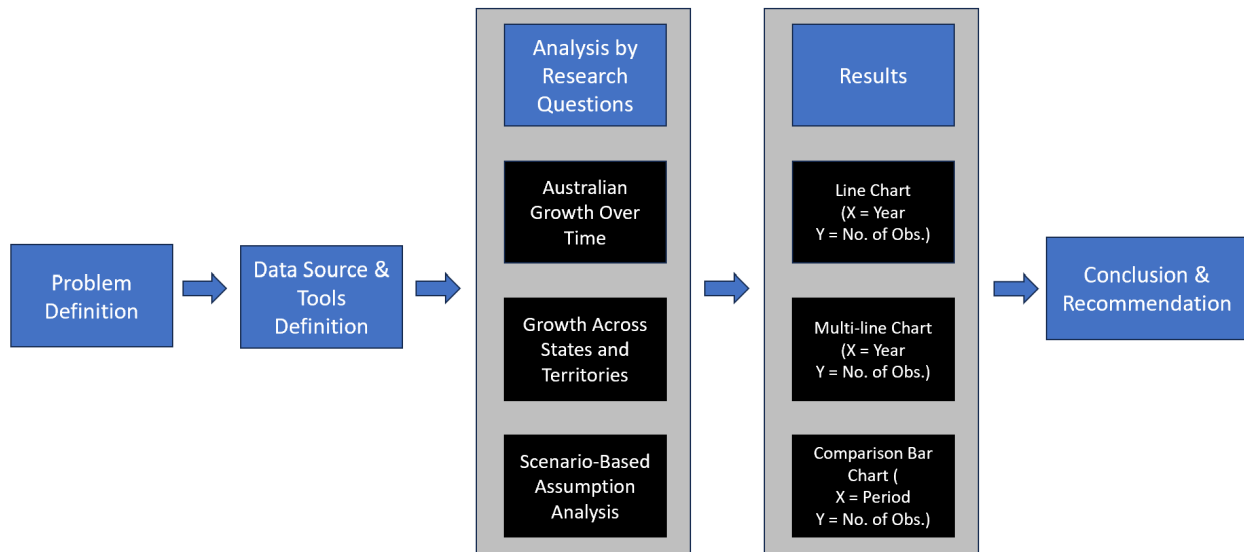 Problem
Definition
Data Source &
Tools
Definition
Analysis by
Research
Questions
Australian
Growth Over
Time
Growth Across
States and
Territories
Scenario-Based
Assumption
Analysis
Results
Line Chart
(X = Year
Y = No. of Obs.)
Multi-line Chart
(X = Year
Y = No. of Obs.)
Comparison Bar
Chart (
X = Period
Y = No. of Obs.)
Conclusion &
Recommendation